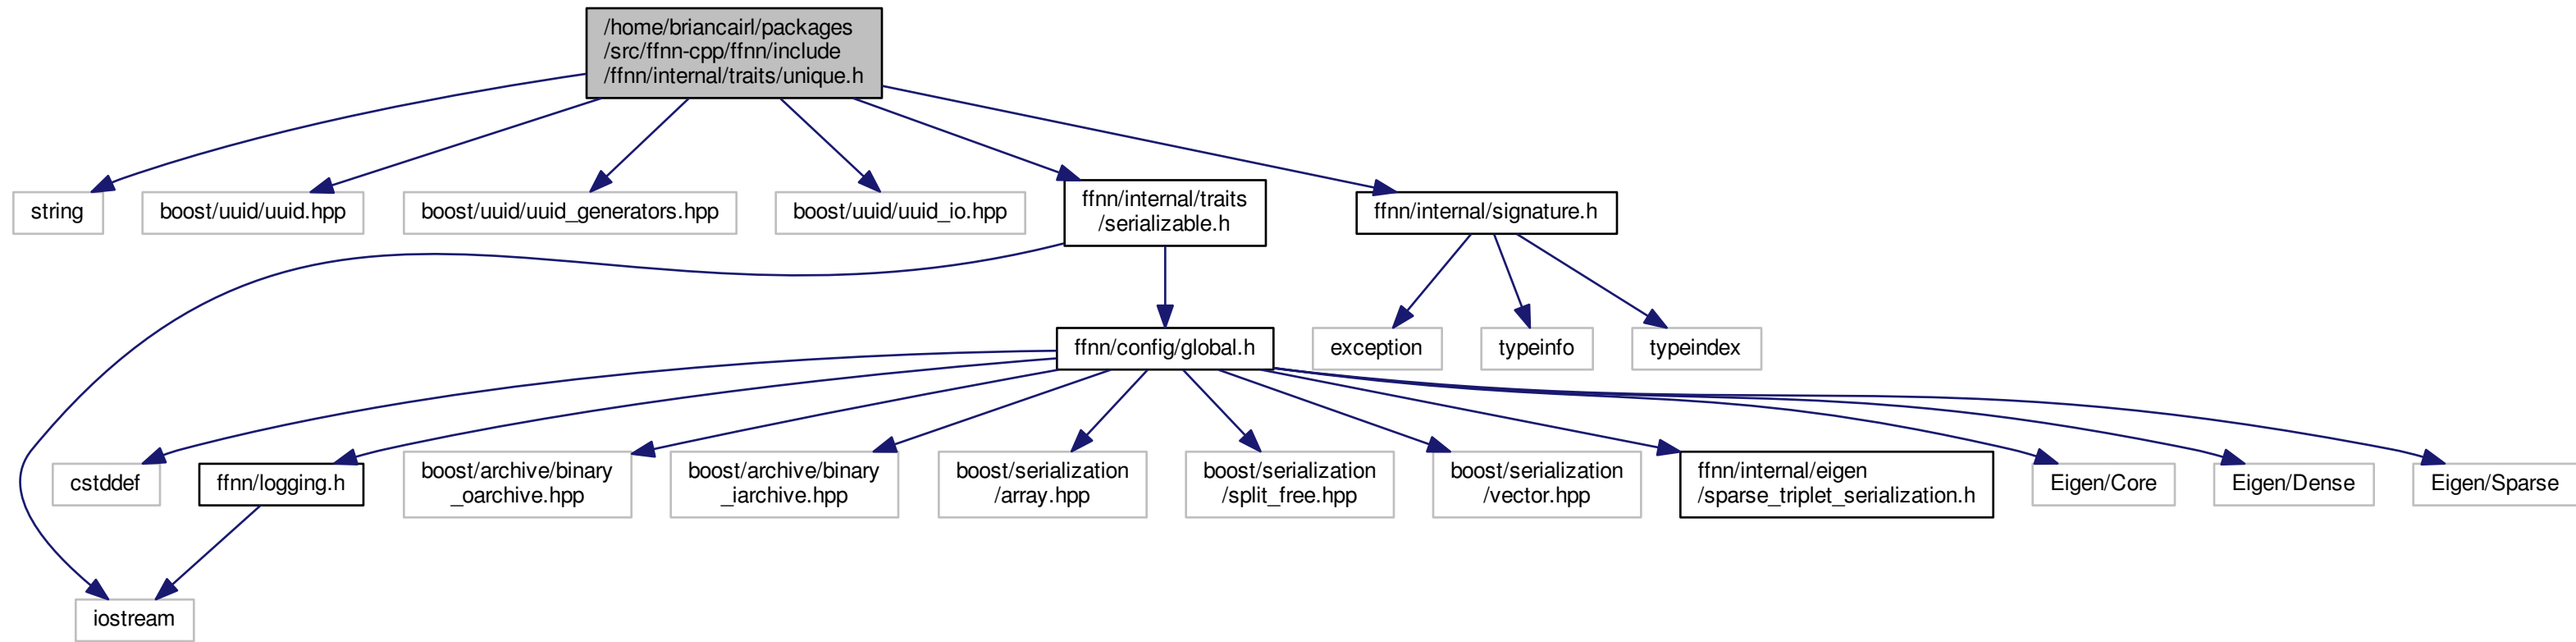 /home/briancairl/packages
/src/ffnn-cpp/ffnn/include
/ffnn/internal/traits/unique.h
string
boost/uuid/uuid.hpp
boost/uuid/uuid_generators.hpp
boost/uuid/uuid_io.hpp
ffnn/internal/traits
/serializable.h
ffnn/internal/signature.h
ffnn/config/global.h
exception
typeinfo
typeindex
cstddef
ffnn/logging.h
boost/archive/binary
_oarchive.hpp
boost/archive/binary
_iarchive.hpp
boost/serialization
/array.hpp
boost/serialization
/split_free.hpp
boost/serialization
/vector.hpp
ffnn/internal/eigen
/sparse_triplet_serialization.h
Eigen/Core
Eigen/Dense
Eigen/Sparse
iostream